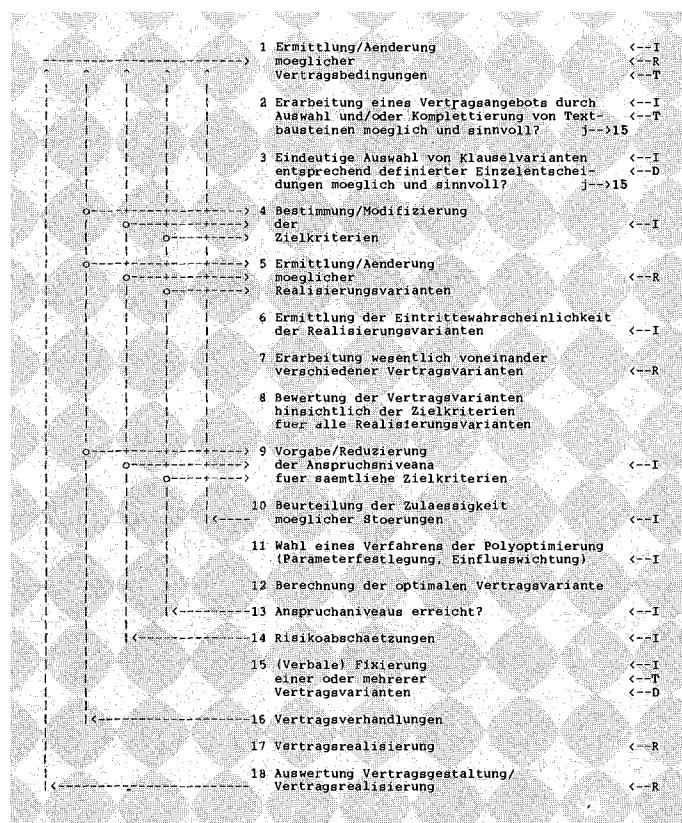 1 Ermittlung/Aenderung <--I
moeglicher <--R
Vertragsbedingungen <--T
2 Erarbeitung eines Vertragsangebots durch <--I
Auswahl und/oder Komplettierung von Text- <--T
bausteinen moeglich und sinnvoll? j-->15
3 Eindeutige Auswahl von Klauselvarianten <--I
entsprechend definierter Einzelentschei- <--D
dungen moeglich und sinnvoll? j-->15
4 Bestimmung/Modifizierung
der <--I
Zielkriterien
5 Ermittlung/Aenderung
moeglicher <--R
Realisierungsvarianten
6 Ermittlung der Eintrittewahrscheinlichkeit
der Realisierungsvarianten <--I
7 Erarbeitung wesentlich voneinander
verschiedener Vertragsvarianten <--R
8 Bewertung der Vertragsvarianten
hinsichtlich der Zielkriterien
fuer alle Realisierungsvarianten
9 Vorgabe/Reduzierung
der Anspruchsniveana <--I
fuer saemtliehe Zielkriterien
10 Beurteilung der Zulaessigkeit
moeglicher Stoerungen <--I
11 Wahl eines Verfahrens der Polyoptimierung
(Parameterfestlegung, Einflusswichtung) <--I
12 Berechnung der optimalen Vertragsvariante
13 Anspruchaniveaus erreicht? <--I
14 Risikoabschaetzungen <--I
15 (Verbale) Fixierung <--I
einer oder mehrerer <--T
Vertragsvarianten <--D
16 Vertragsverhandlungen
17 Vertragsrealisierung <--R
18 Auswertung Vertragsgestaltung/
Vertragsrealisierung <--R